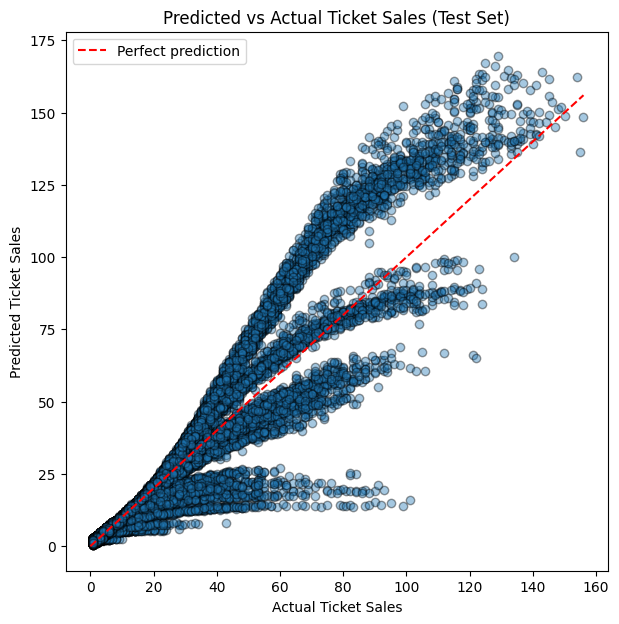 Predicted vs Actual Ticket Sales (Test Set)
Perfect prediction
175
150
125
100
75
50
25
0
Predicted Ticket Sales
0 20 40 60 80 100 120 140 160
Actual Ticket Sales